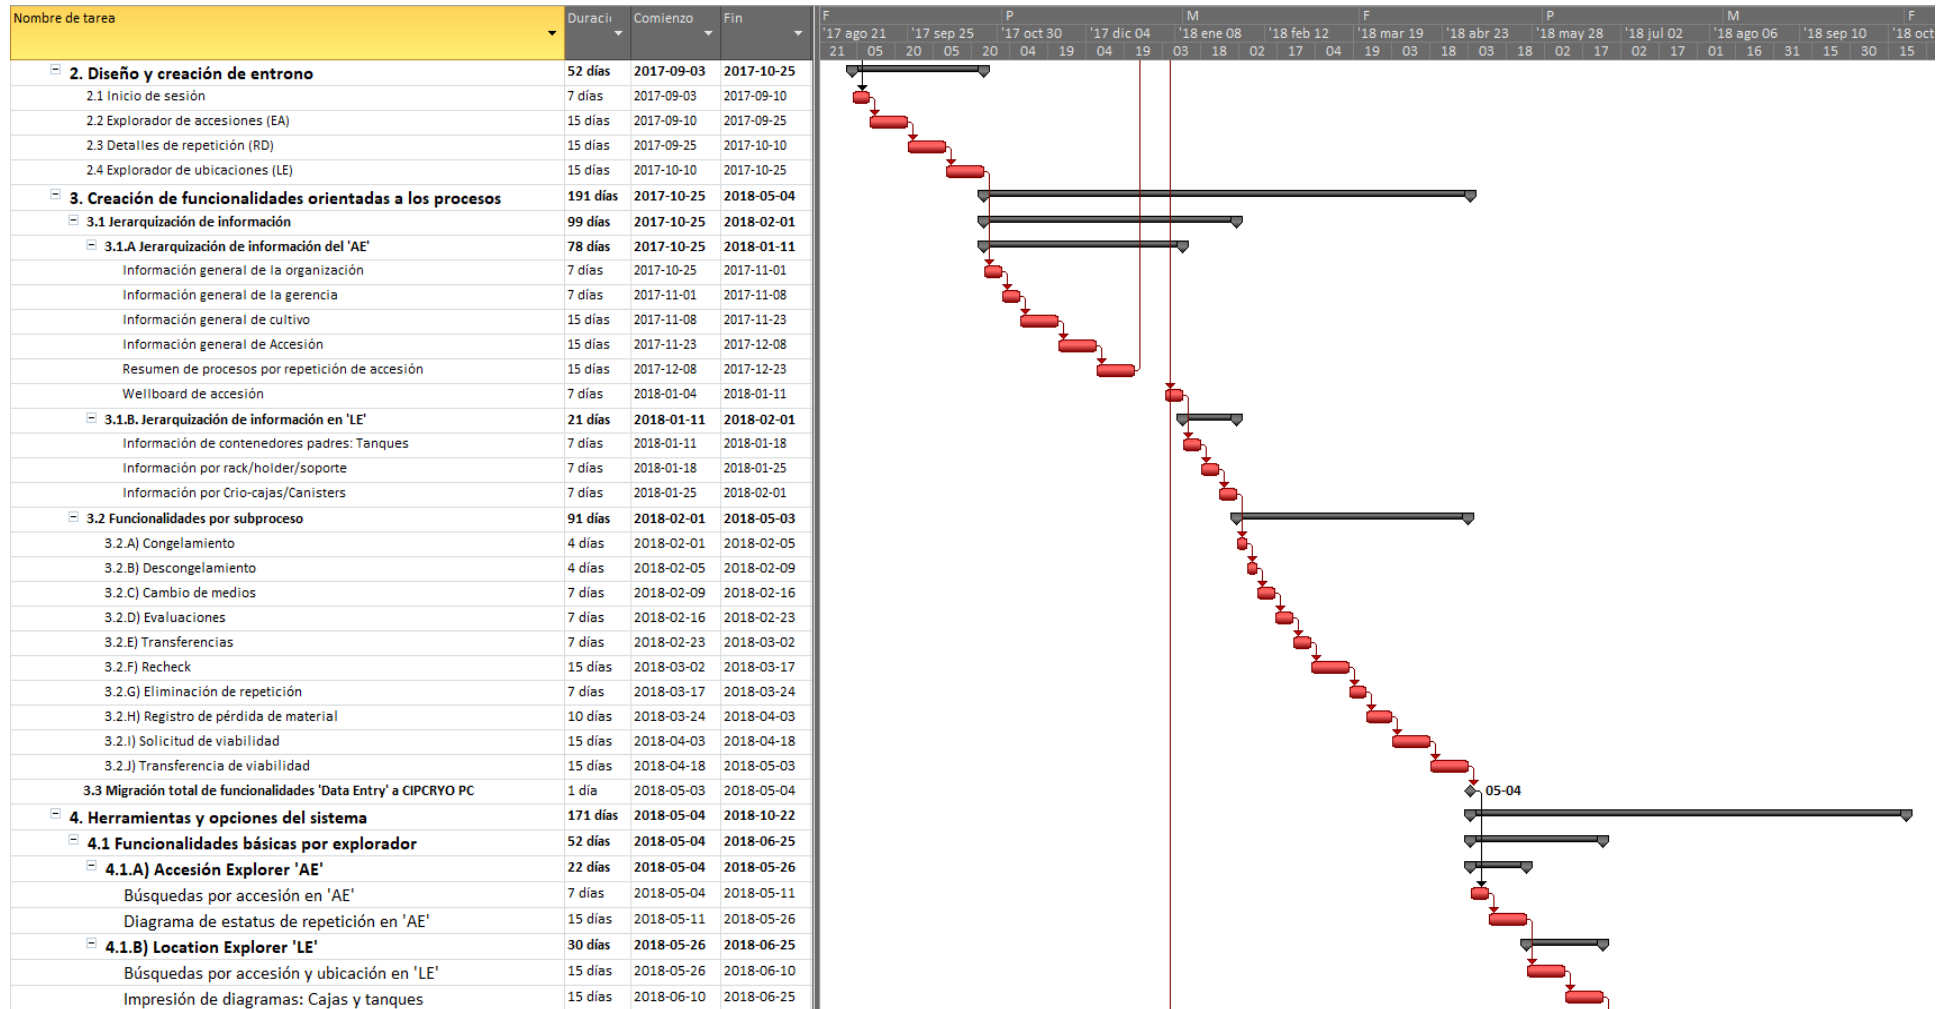 Nombre de tarea Duraci Comienzo Fin
F P M F P M F
'17 ago 21 '17 sep 25 '17 oct 30 '17 dic 04 '18 ene 08 '18 feb 12 '18 mar 19 '18 abr 23 '18 may 28 '18 jul 02 '18 ago 06 '18 sep 10 '18 oct
21 05 20 05 20 04 19 04 19 03 18 02 17 04 19 03 18 03 18 02 17 02 17 01 16 31 15 30 15
2. Diseño y creación de entrono 52 días 2017-09-03 2017-10-25
2.1 Inicio de sesión 7 días 2017-09-03 2017-09-10
2.2 Explorador de accesiones (EA) 15 días 2017-09-10 2017-09-25
2.3 Detalles de repetición (RD) 15 días 2017-09-25 2017-10-10
2.4 Explorador de ubicaciones (LE) 15 días 2017-10-10 2017-10-25
3. Creación de funcionalidades orientadas a los procesos 191 días 2017-10-25 2018-05-04
3.1 Jerarquización de información 99 días 2017-10-25 2018-02-01
3.1.A Jerarquización de información del 'AE' 78 días 2017-10-25 2018-01-11
Información general de la organización 7 días 2017-10-25 2017-11-01
Información general de la gerencia 7 días 2017-11-01 2017-11-08
Información general de cultivo 15 días 2017-11-08 2017-11-23
Información general de Accesión 15 días 2017-11-23 2017-12-08
Resumen de procesos por repetición de accesión 15 días 2017-12-08 2017-12-23
Wellboard de accesión 7 días 2018-01-04 2018-01-11
3.1.B. Jerarquización de información en 'LE' 21 días 2018-01-11 2018-02-01
Información de contenedores padres: Tanques 7 días 2018-01-11 2018-01-18
Información por rack/holder/soporte 7 días 2018-01-18 2018-01-25
Información por Crio-cajas/Canisters 7 días 2018-01-25 2018-02-01
3.2 Funcionalidades por subproceso 91 días 2018-02-01 2018-05-03
3.2.A) Congelamiento 4 días 2018-02-01 2018-02-05
3.2.B) Descongelamiento 4 días 2018-02-05 2018-02-09
3.2.C) Cambio de medios 7 días 2018-02-09 2018-02-16
3.2.D) Evaluaciones 7 días 2018-02-16 2018-02-23
3.2.E) Transferencias 7 días 2018-02-23 2018-03-02
3.2.F) Recheck 15 días 2018-03-02 2018-03-17
3.2.G) Eliminación de repetición 7 días 2018-03-17 2018-03-24
3.2.H) Registro de pérdida de material 10 días 2018-03-24 2018-04-03
3.2.I) Solicitud de viabilidad 15 días 2018-04-03 2018-04-18
3.2.J) Transferencia de viabilidad 15 días 2018-04-18 2018-05-03
3.3 Migración total de funcionalidades 'Data Entry' a CIPCRYO PC 1 día 2018-05-03 2018-05-04 05-04
4. Herramientas y opciones del sistema 171 días 2018-05-04 2018-10-22
4.1 Funcionalidades básicas por explorador 52 días 2018-05-04 2018-06-25
4.1.A) Accesión Explorer 'AE' 22 días 2018-05-04 2018-05-26
Búsquedas por accesión en 'AE' 7 días 2018-05-04 2018-05-11
Diagrama de estatus de repetición en 'AE' 15 días 2018-05-11 2018-05-26
4.1.B) Location Explorer 'LE' 30 días 2018-05-26 2018-06-25
Búsquedas por accesión y ubicación en 'LE' 15 días 2018-05-26 2018-06-10
Impresión de diagramas: Cajas y tanques 15 días 2018-06-10 2018-06-25